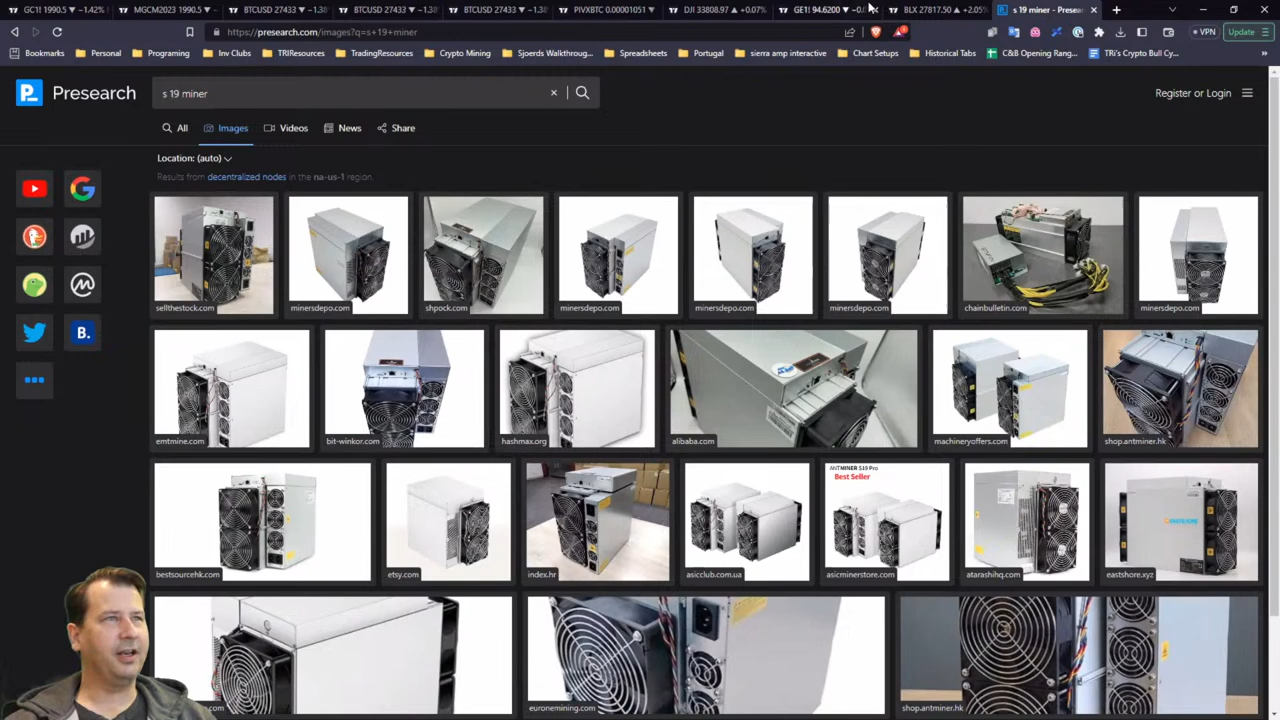 GC1! 1990.5 ▼ −1.42%
MGCM2023 1990.5 ▼
BTCUSD 27433 ▼ −1.38
BTCUSD 27433 ▼ −1.38
BTCUSD 27433 ▼ −1.38
PIVXBTC 0.00001051 ▼
DJI 33808.97 ▲ +0.07%
GE1! 94.6200 ▼ −0.0
BLX 27817.50 ▲ +2.05%
s 19 miner - Presearch
https://presearch.com/images?q=s+19+miner
VPN
Update
Bookmarks
Personal
Programing
Inv Clubs
TRIResources
TradingResources
Crypto Mining
Sjoerds Walkthroug...
Spreadsheets
Portugal
sierra amp interactive
Chart Setups
Historical Tabs
C&B Opening Rang...
TRi's Crypto Bull Cy...
Presearch
s 19 miner
Register or Login
All
Images
Videos
News
Share
Location: (auto)
Results from decentralized nodes in the na-us-1 region.
sellthestock.com
minersdepo.com
shpock.com
minersdepo.com
minersdepo.com
minersdepo.com
chainbulletin.com
minersdepo.com
emtmine.com
bit-winkor.com
hashmax.org
alibaba.com
machineryoffers.com
shop.antminer.hk
ANTMINER S19 Pro
Best Seller
bestsourcehk.com
etsy.com
index.hr
asicclub.com.ua
asicminerstore.com
atarashihq.com
eastshore.xyz
euronemining.com
shop.antminer.hk